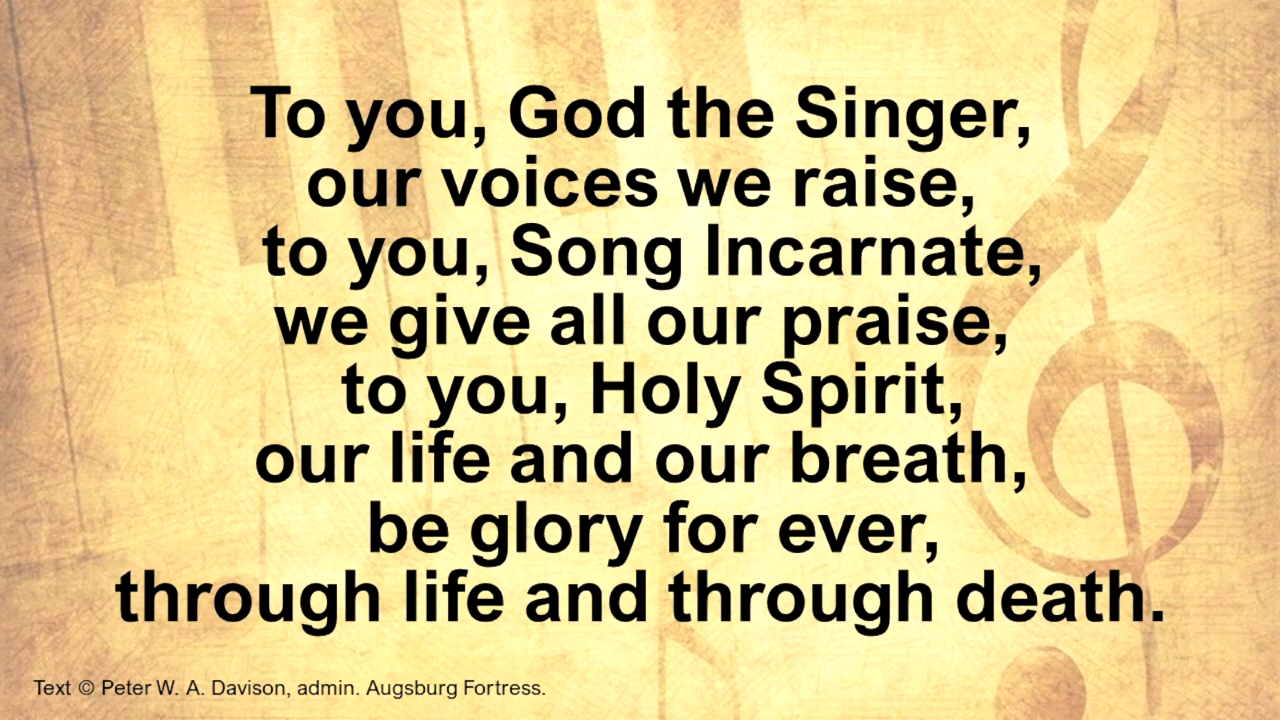 To you, God the Singer,
our voices we raise,
to you, Song Incarnate,
we give all our praise,
to you, Holy Spirit,
our life and our breath,
be glory for ever,
through life and through death.
Text © Peter W. A. Davison, admin. Augsburg Fortress.